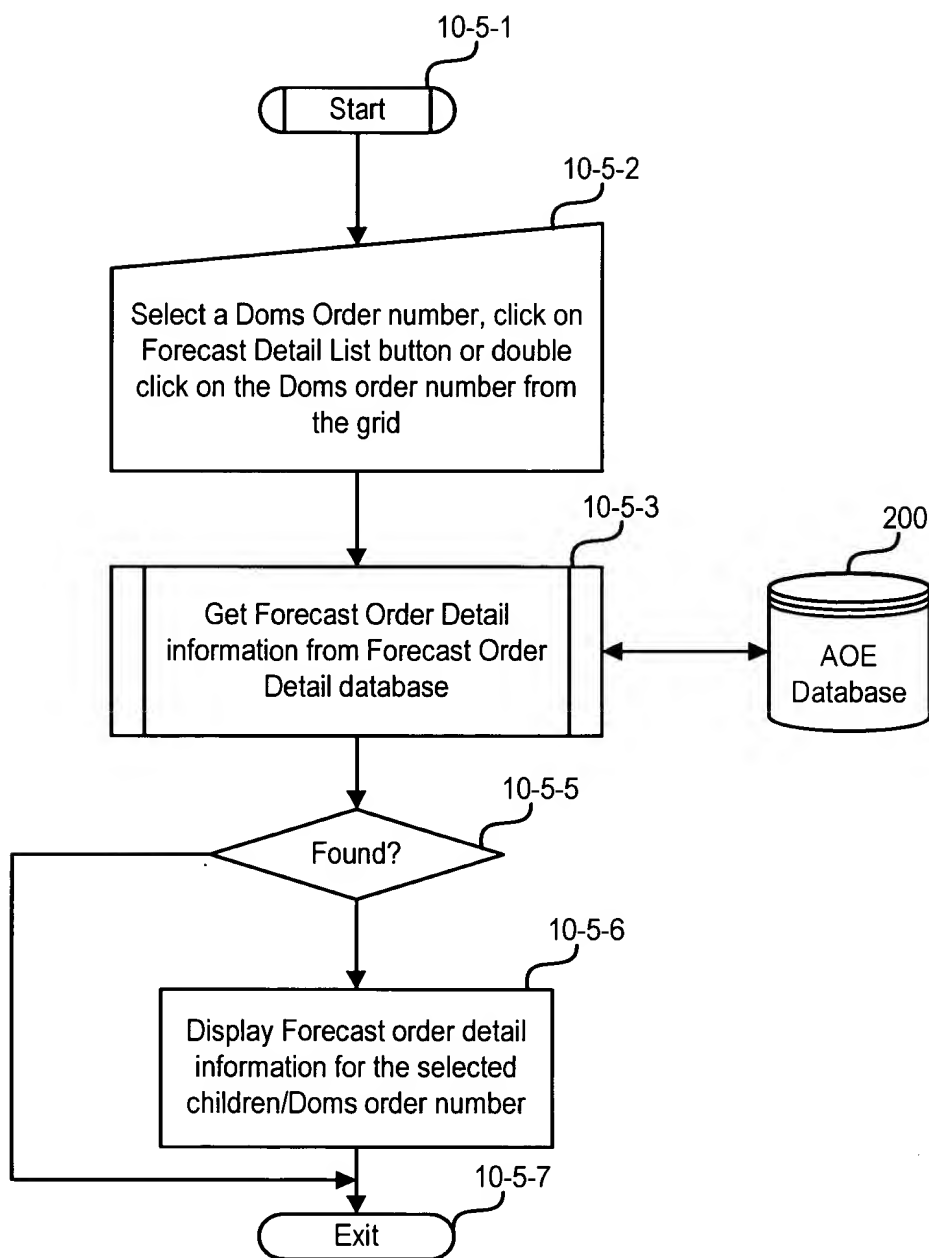 10-5-1
Start
10-5-2
Select a Doms Order number, click on
Forecast Detail List button or double
click on the Doms order number from
the grid
10-5-3
200
Get Forecast Order Detail
information from Forecast Order
Detail database
AOE
Database
10-5-5
Found?
10-5-6
Display Forecast order detail
information for the selected
children/Doms order number
10-5-7
Exit